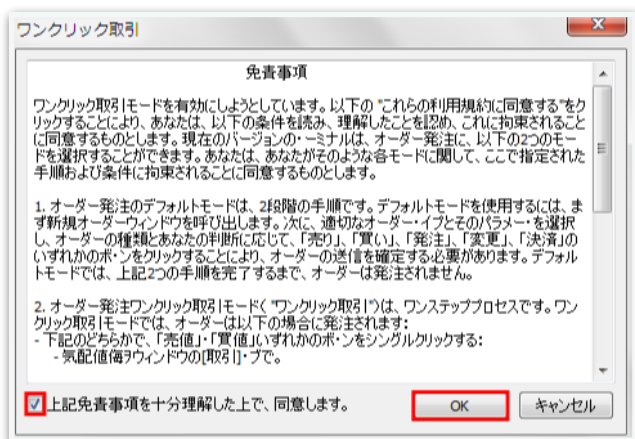 ワンクリック取引
免責事項
ワンクリック取引モードを有効にしようとしています。以下の "これらの利用規約に同意する"をク
リックすることにより、あなたは、以下の条件を読み、理解したことを認め、これに拘束されること
に同意するものとします。現在のバージョンの・ーミナルは、オーダー発注に、以下の2つのモー
ドを選択することができます。あなたは、あなたがそのような各モードに関して、ここで指定された
手順および条件に拘束されることに同意するものとします。
1. オーダー発注のデフォルトモードは、2段階の手順です。デフォルトモードを使用するには、ま
ず新規オーダーウィンドウを呼び出します。次に、適切なオーダー・イプとそのパラメー・を選択
し、オーダーの種類とあなたの判断に応じて、「売り」、「買い」、「発注」、「変更」、「決済」の
いずれかのボ・ンをクリックすることにより、オーダーの送信を確定する必要があります。デフォル
トモードでは、上記2つの手順を完了するまで、オーダーは発注されません。
2. オーダー発注ワンクリック取引モード( "ワンクリック取引")は、ワンステッププロセスです。ワン
クリック取引モードでは、オーダーは以下の場合に発注されます:
- 下記のどちらかで、「売値」・「買値」いずれかのボ・ンをシングルクリックする:
- 気配値侮ヲウィンドウの[取引]・ブで。
上記免責事項を十分理解した上で、同意します。
OK
キャンセル